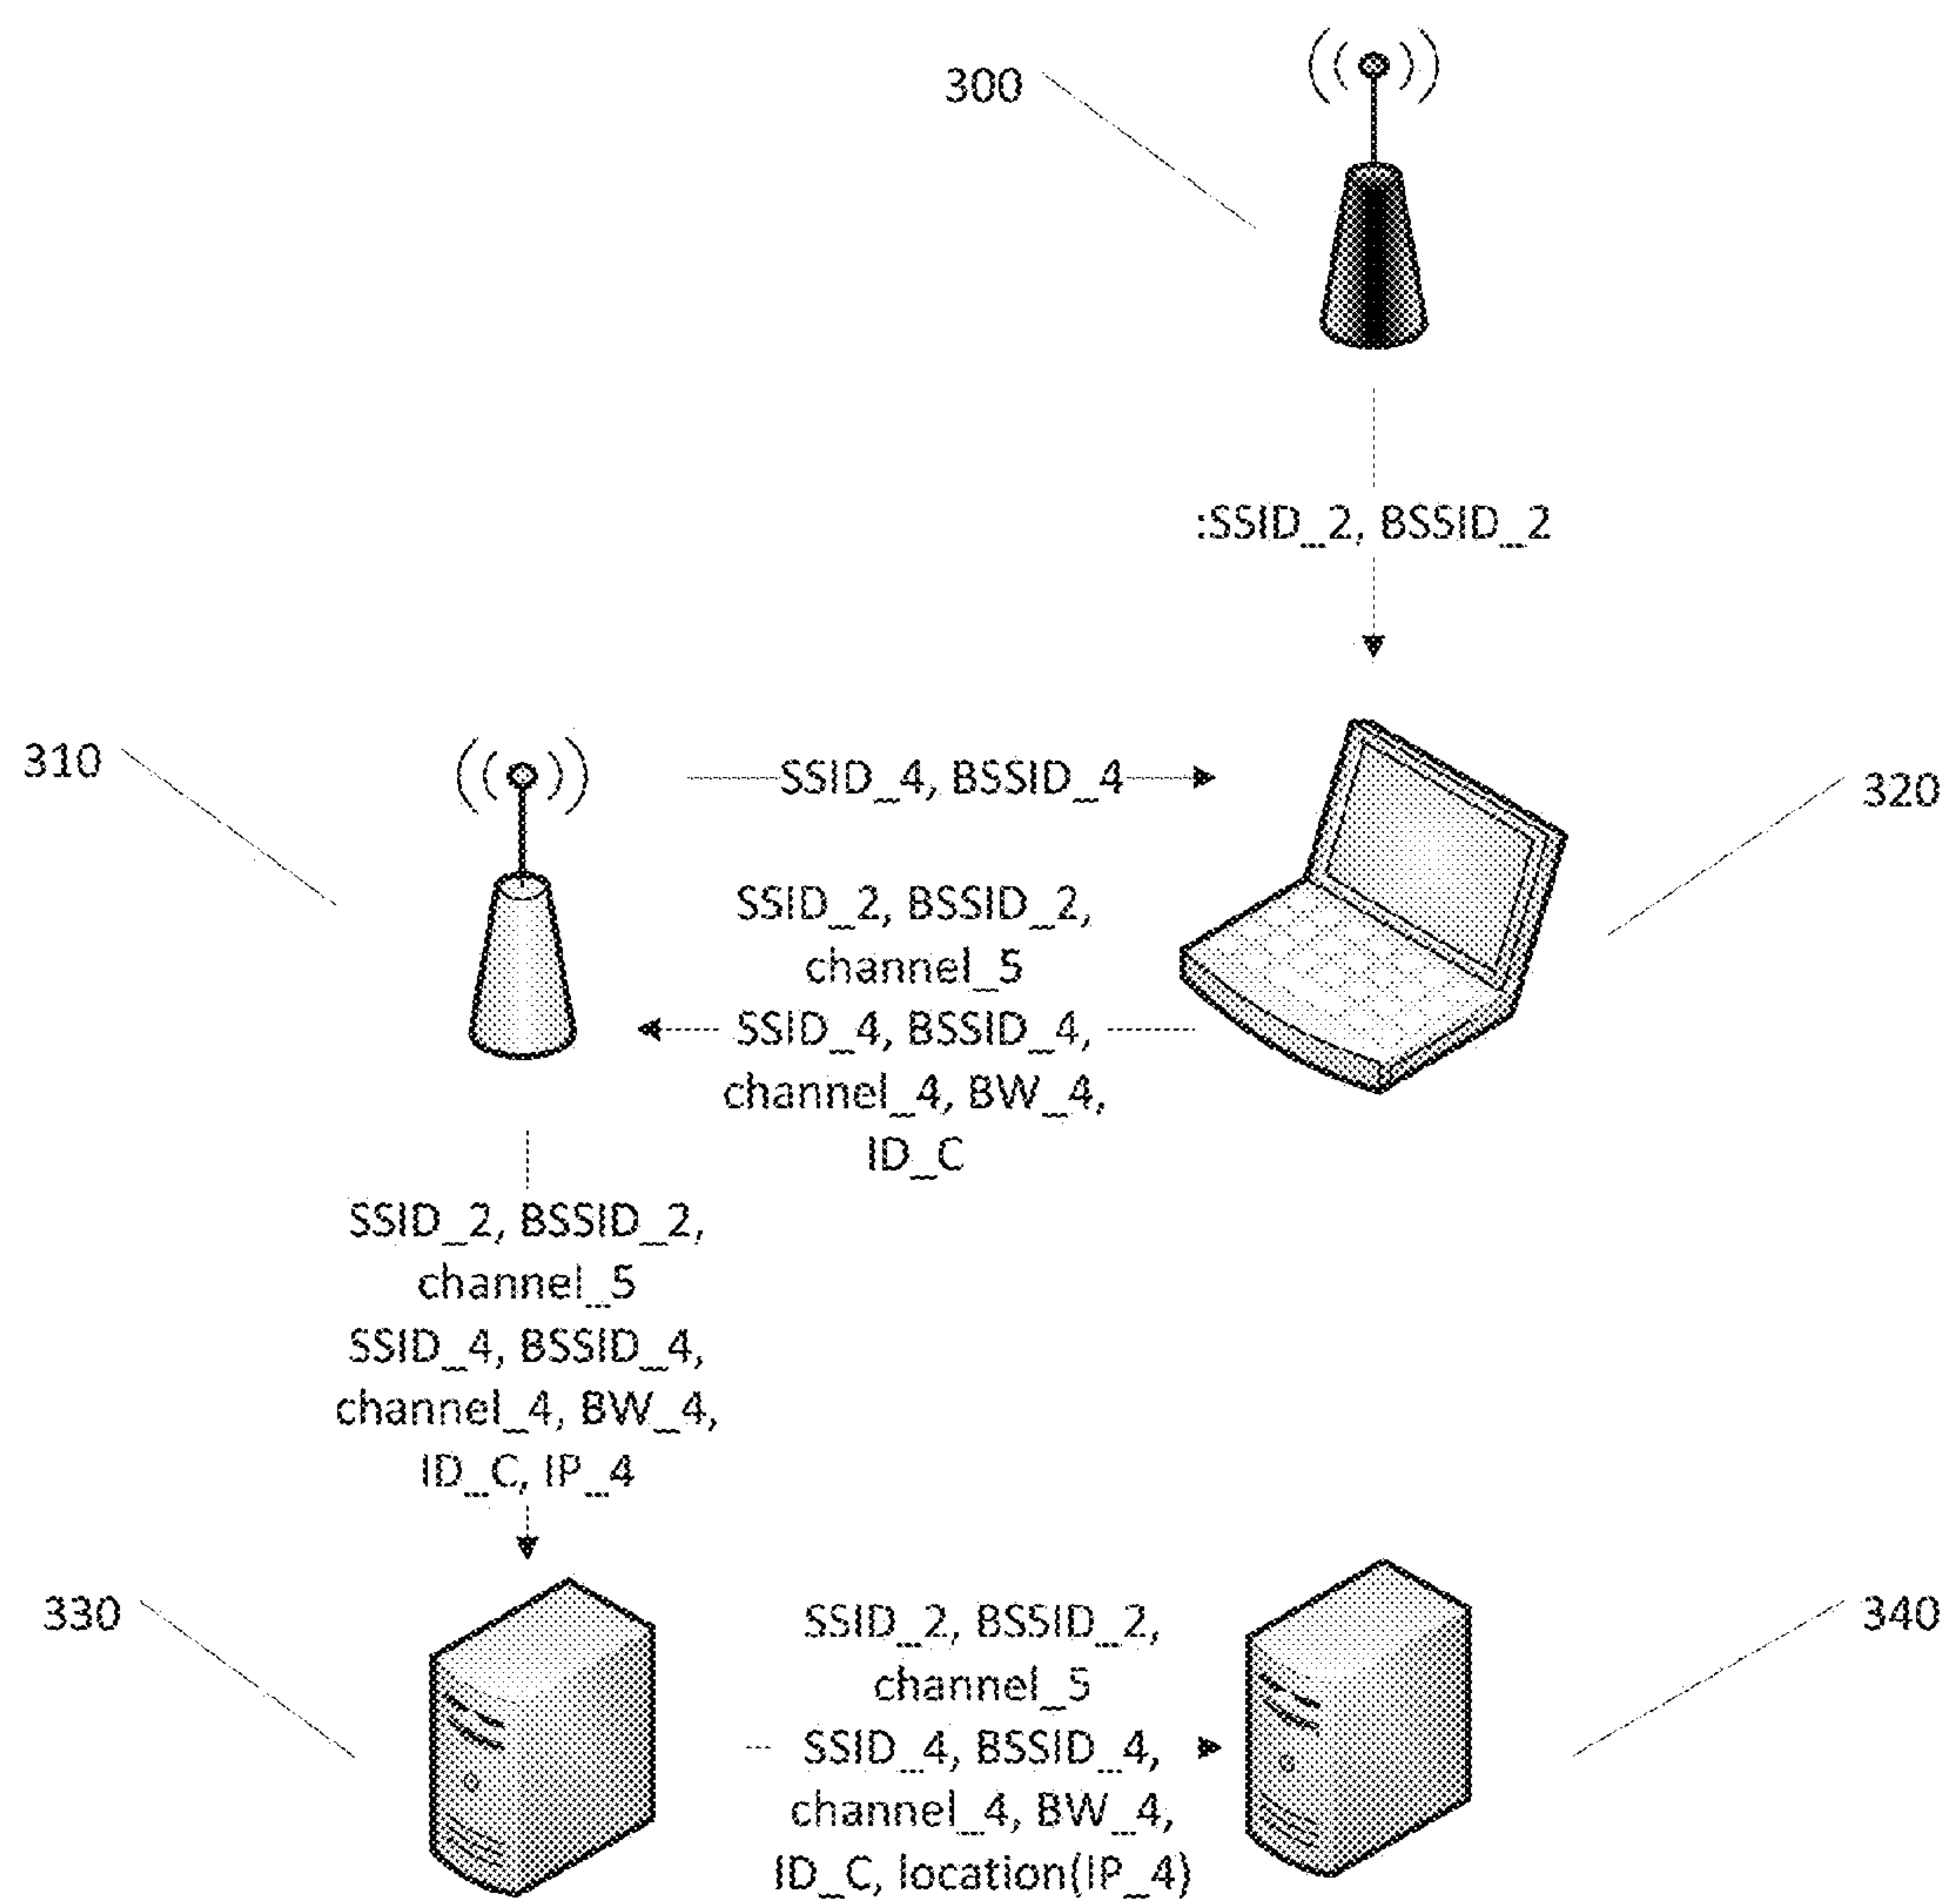 300
:SSID_2, BSSID_2
310
SSID_4, BSSID_4
320
SSID_2, BSSID_2,
channel_5
SSID_4, BSSID_4,
channel_4, BW_4,
ID_C
SSID_2, BSSID_2,
channel_5
SSID_4, BSSID_4,
channel_4, BW_4,
ID_C, IP_4
330
SSID_2, BSSID_2,
channel_5
SSID_4, BSSID_4,
channel_4, BW_4,
ID_C, location(IP_4)
340